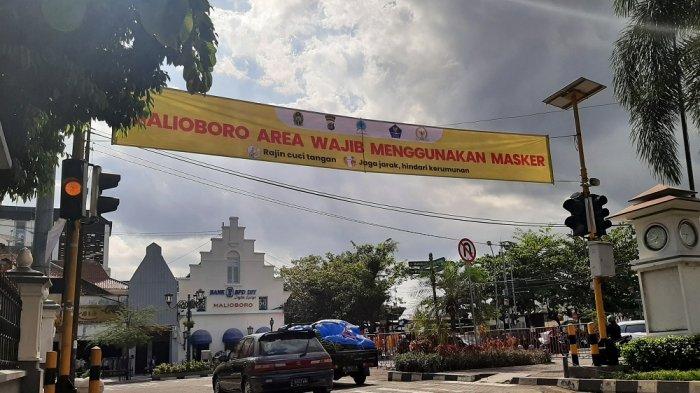 MALIOBORO AREA WAJIB MENGGUNAKAN MASKER
Rajin cuci tangan
Jaga jarak, hindari kerumunan
BANK BPD DIY
MALIOBORO